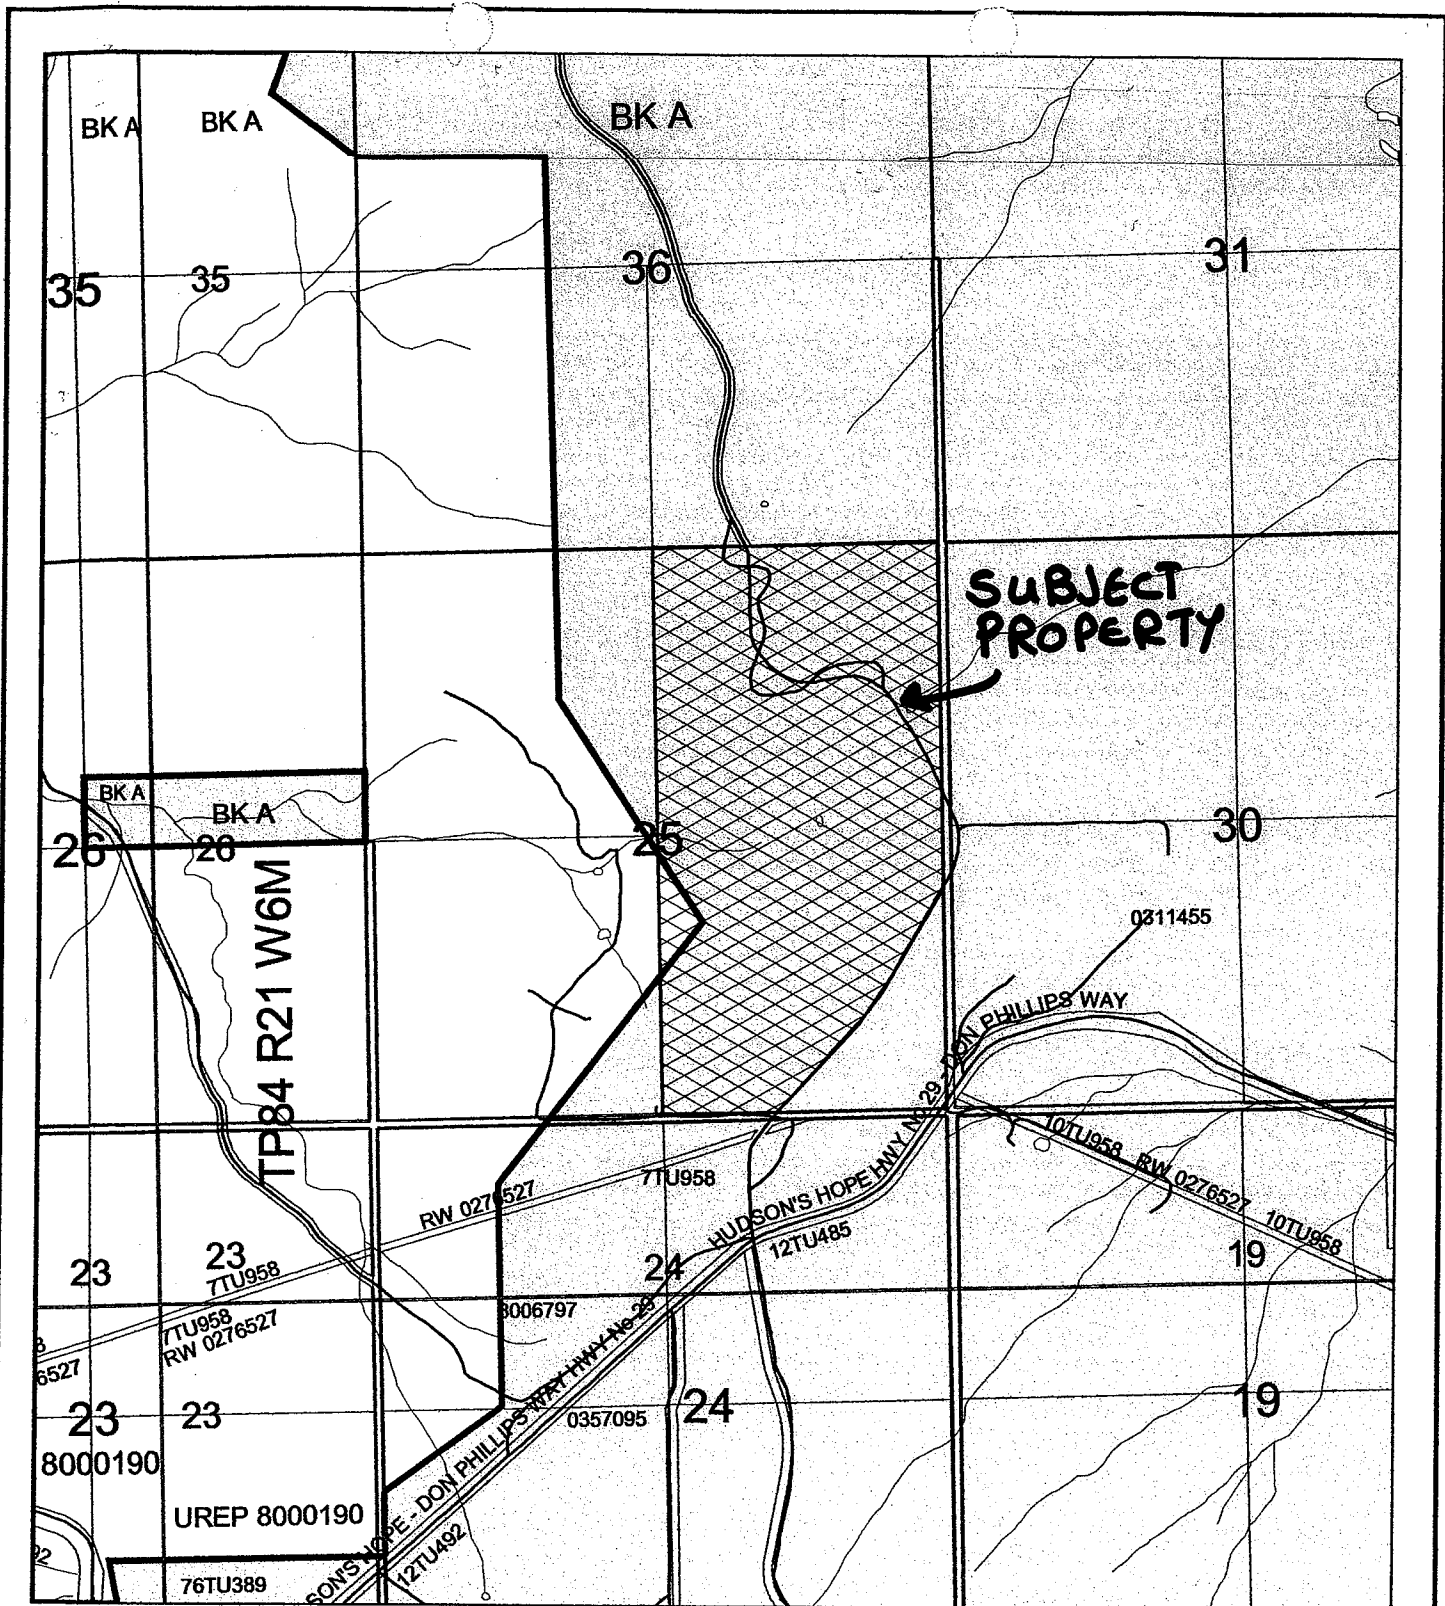 BK A
BK A
BK A
35
35
36
31
SUBJECT
PROPERTY
BK A
BK A
26
26
25
30
TP84 R21 W6M
0311455
HUDSON'S HOPE HWY No 29 - DON PHILLIPS WAY
10TU958
RW 0276527
10TU958
7TU958
RW 0276527
12TU485
23
23
7TU958
24
19
8006797
7TU958
RW 0276527
6527
23
23
0357095
24
19
8000190
UREP 8000190
SON'S HOPE - DON PHILLIPS WAY HWY No 29
12TU492
92
76TU389